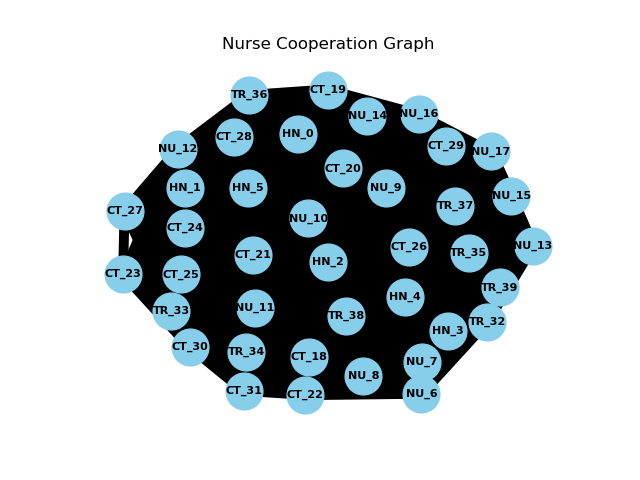 Nurse Cooperation Graph
CT_19
TR_36
NU_16
NU_14
HN_0
CT_28
CT_29
NU_12
NU_17
CT_20
HN_1
HN_5
NU_9
NU_15
TR_37
CT_27
NU_10
CT_24
NU_13
CT_26
TR_35
CT_21
HN_2
CT_23
CT_25
TR_39
HN_4
NU_11
TR_33
TR_38
TR_32
HN_3
CT_30
TR_34
CT_18
NU_7
NU_8
CT_31
NU_6
CT_22